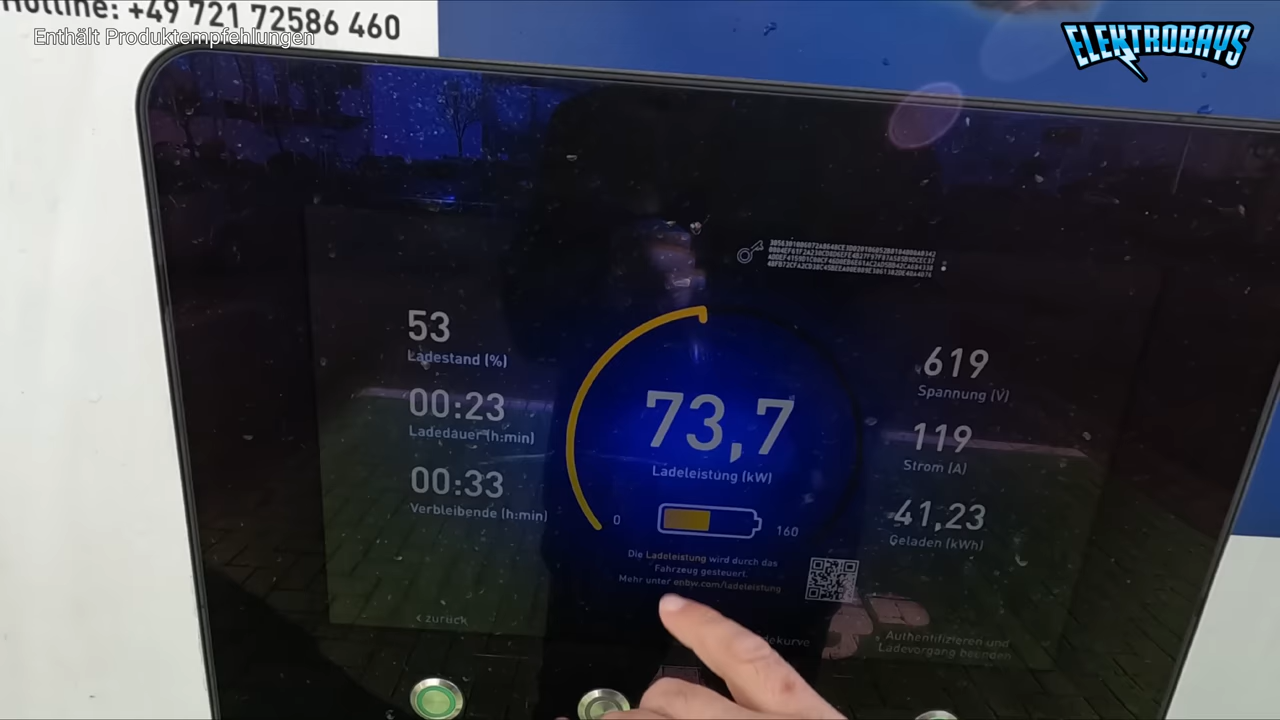 Hotline: +49 721 72586 460
Enthält Produktempfehlungen
ELEKTROBAYS
53
Ladestand (%)
00:23
Ladedauer (h:min)
00:33
Verbleibende (h:min)
73,7
Ladeleistung (kW)
0
160
Die Ladeleistung wird durch das
Fahrzeug gesteuert.
Mehr unter enbw.com/ladeleistung
619
Spannung (V)
119
Strom (A)
41,23
Geladen (kWh)
‹ zurück
dekurve
Authentifizieren und
Ladevorgang beenden